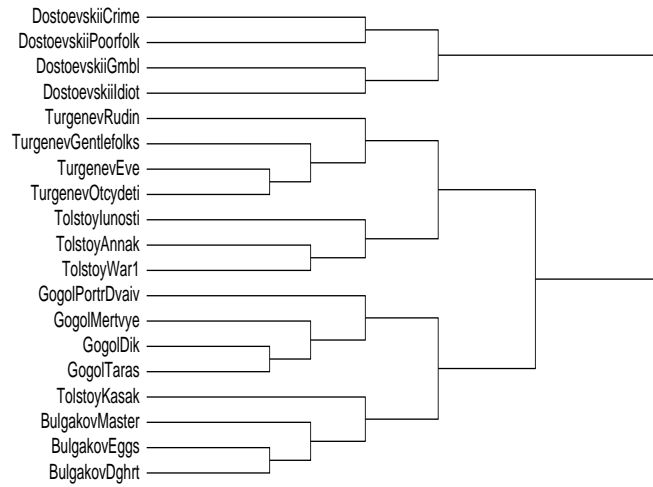 DostoevskiiCrime
DostoevskiiPoorfolk
DostoevskiiGmbl
DostoevskiiIdiot
TurgenevRudin
TurgenevGentlefolks
TurgenevEve
TurgenevOtcydeti
TolstoyIunosti
TolstoyAnnak
TolstoyWar1
GogolPortrDvaiv
GogolMertvye
GogolDik
GogolTaras
TolstoyKasak
BulgakovMaster
BulgakovEggs
BulgakovDghrt